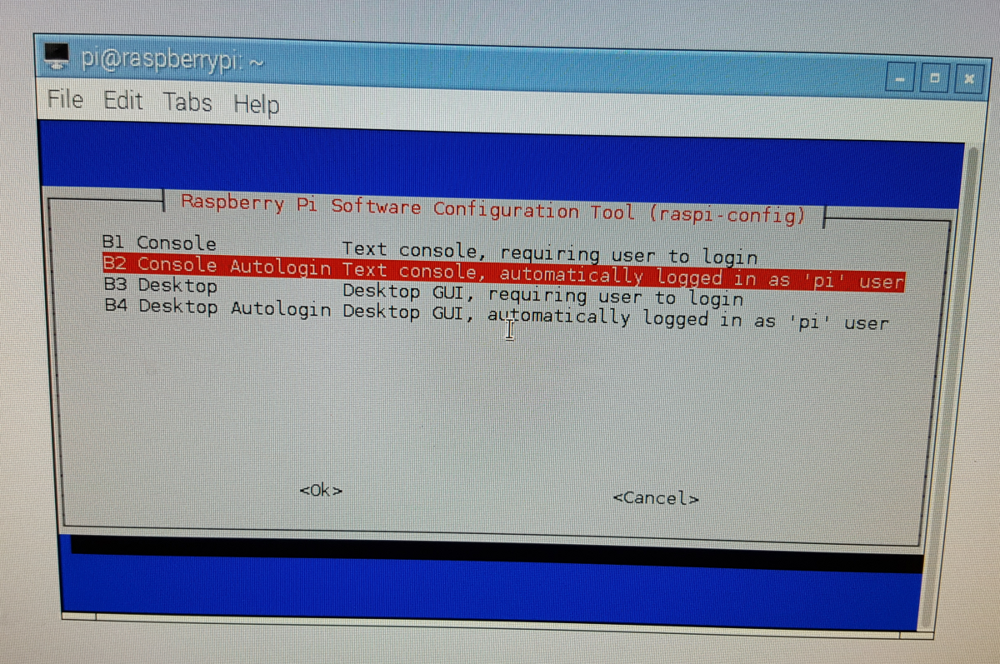 pi@raspberrypi: ~
File Edit Tabs Help
Raspberry Pi Software Configuration Tool (raspi-config)
B1 Console Text console, requiring user to login
B2 Console Autologin Text console, automatically logged in as 'pi' user
B3 Desktop Desktop GUI, requiring user to login
B4 Desktop Autologin Desktop GUI, automatically logged in as 'pi' user
<Ok> <Cancel>